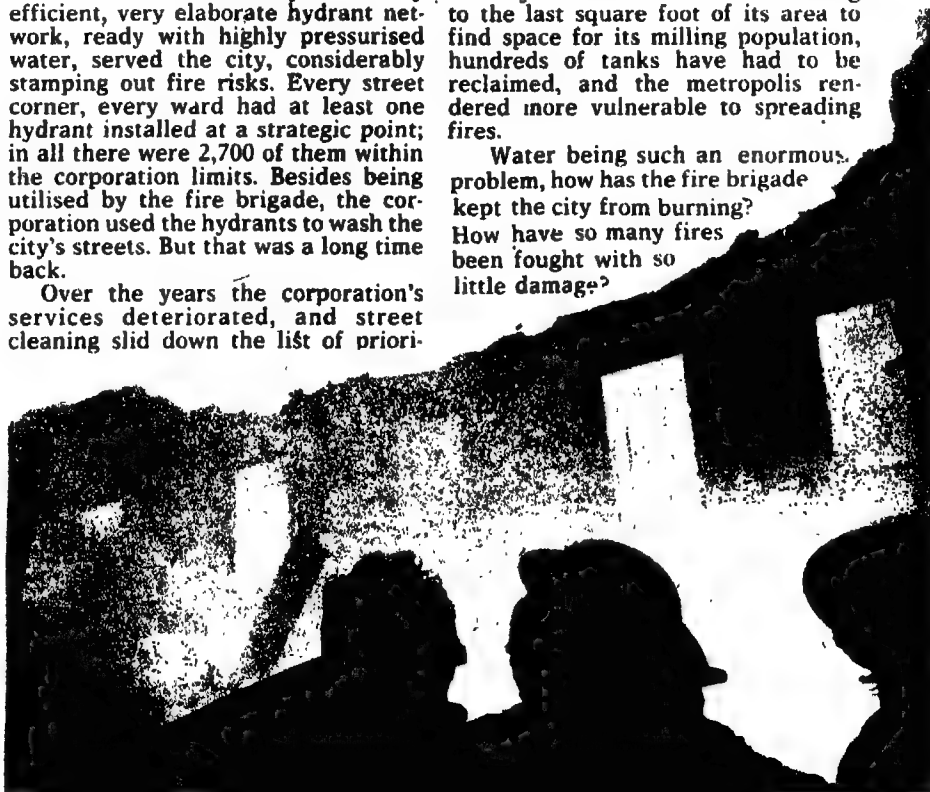 efficient, very elaborate hydrant net-
work, ready with highly pressurised
water, served the city, considerably
stamping out fire risks. Every street
corner, every ward had at least one
hydrant installed at a strategic point;
in all there were 2,700 of them within
the corporation limits. Besides being
utilised by the fire brigade, the cor-
poration used the hydrants to wash the
city's streets. But that was a long time
back.
Over the years the corporation's
services deteriorated, and street
cleaning slid down the list of priori-
to the last square foot of its area to
find space for its milling population,
hundreds of tanks have had to be
reclaimed, and the metropolis ren-
dered more vulnerable to spreading
fires.
Water being such an enormous
problem, how has the fire brigade
kept the city from burning?
How have so many fires
been fought with so
little damage?